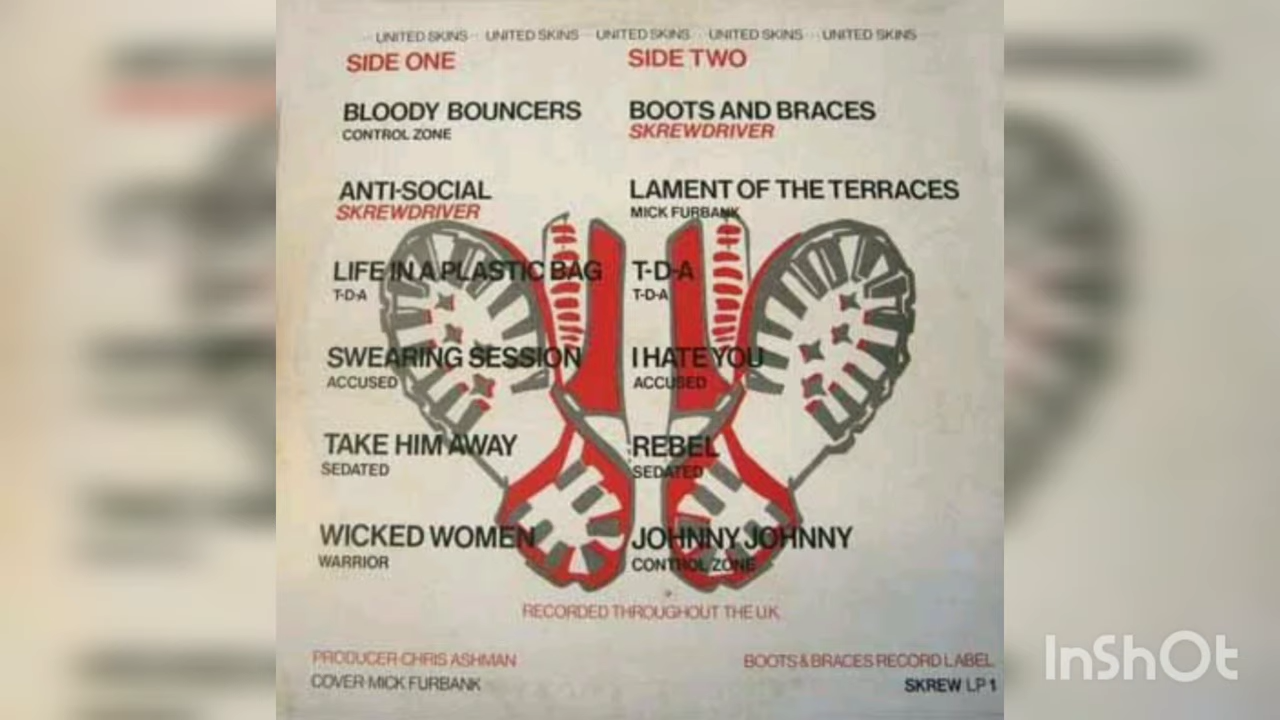 UNITED SKINS UNITED SKINS UNITED SKINS UNITED SKINS UNITED SKINS
SIDE ONE
BLOODY BOUNCERS
CONTROL ZONE
ANTI-SOCIAL
SKREWDRIVER
LIFE IN A PLASTIC BAG
T-D-A
SWEARING SESSION
ACCUSED
TAKE HIM AWAY
SEDATED
WICKED WOMEN
WARRIOR
SIDE TWO
BOOTS AND BRACES
SKREWDRIVER
LAMENT OF THE TERRACES
MICK FURBANK
T-D-A
T-D-A
I HATE YOU
ACCUSED
REBEL
SEDATED
JOHNNY JOHNNY
CONTROL ZONE
RECORDED THROUGHOUT THE U.K.
PRODUCER-CHRIS ASHMAN
COVER-MICK FURBANK
BOOTS & BRACES RECORD LABEL
SKREW LP 1
InShOt